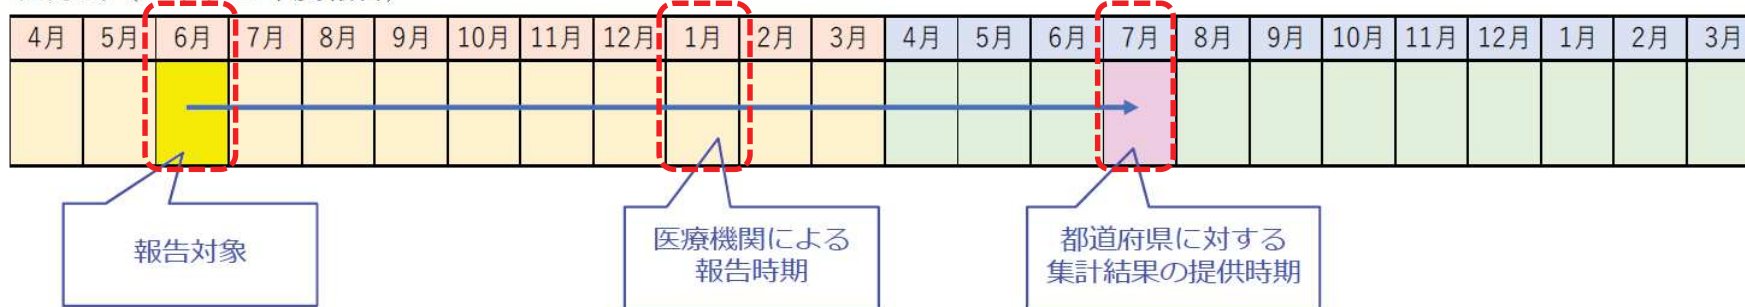 4月 5月 6月 7月 8月 9月 10月 11月 12月 1月 2月 3月 4月 5月 6月 7月 8月 9月 10月 11月 12月 1月 2月 3月
報告対象
医療機関による
報告時期
都道府県に対する
集計結果の提供時期